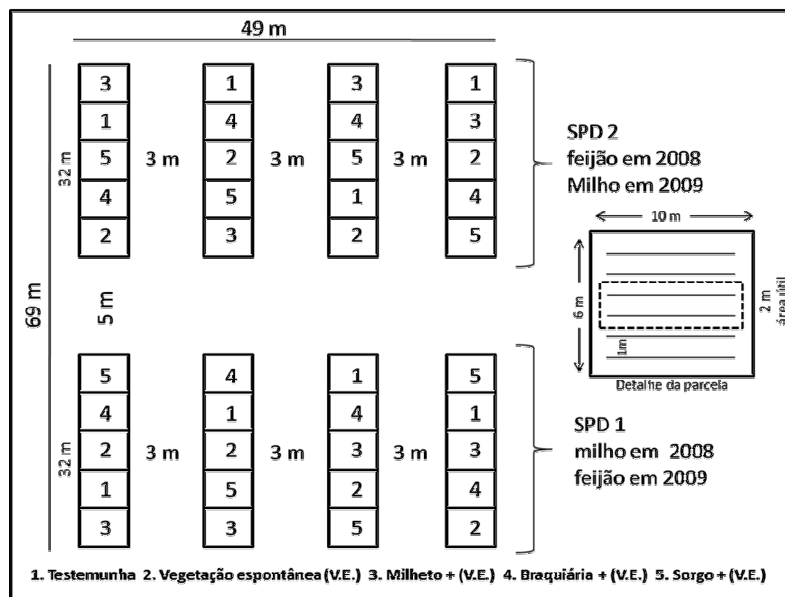 49 m
3 1 3 1
1 4 4 3
5 3 m 2 3 m 5 3 m 2
4 5 1 4
2 3 2 5
32 m
SPD 2
feijão em 2008
Milho em 2009
69 m
5 m
10 m
6 m
1m
2 m
área útil
Detalhe da parcela
5 4 1 5
4 1 4 1
2 3 m 2 3 m 3 3 m 3
1 5 2 4
3 3 5 2
32 m
SPD 1
milho em 2008
feijão em 2009
1. Testemunha 2. Vegetação espontânea (V.E.) 3. Milheto + (V.E.) 4. Braquiária + (V.E.) 5. Sorgo + (V.E.)